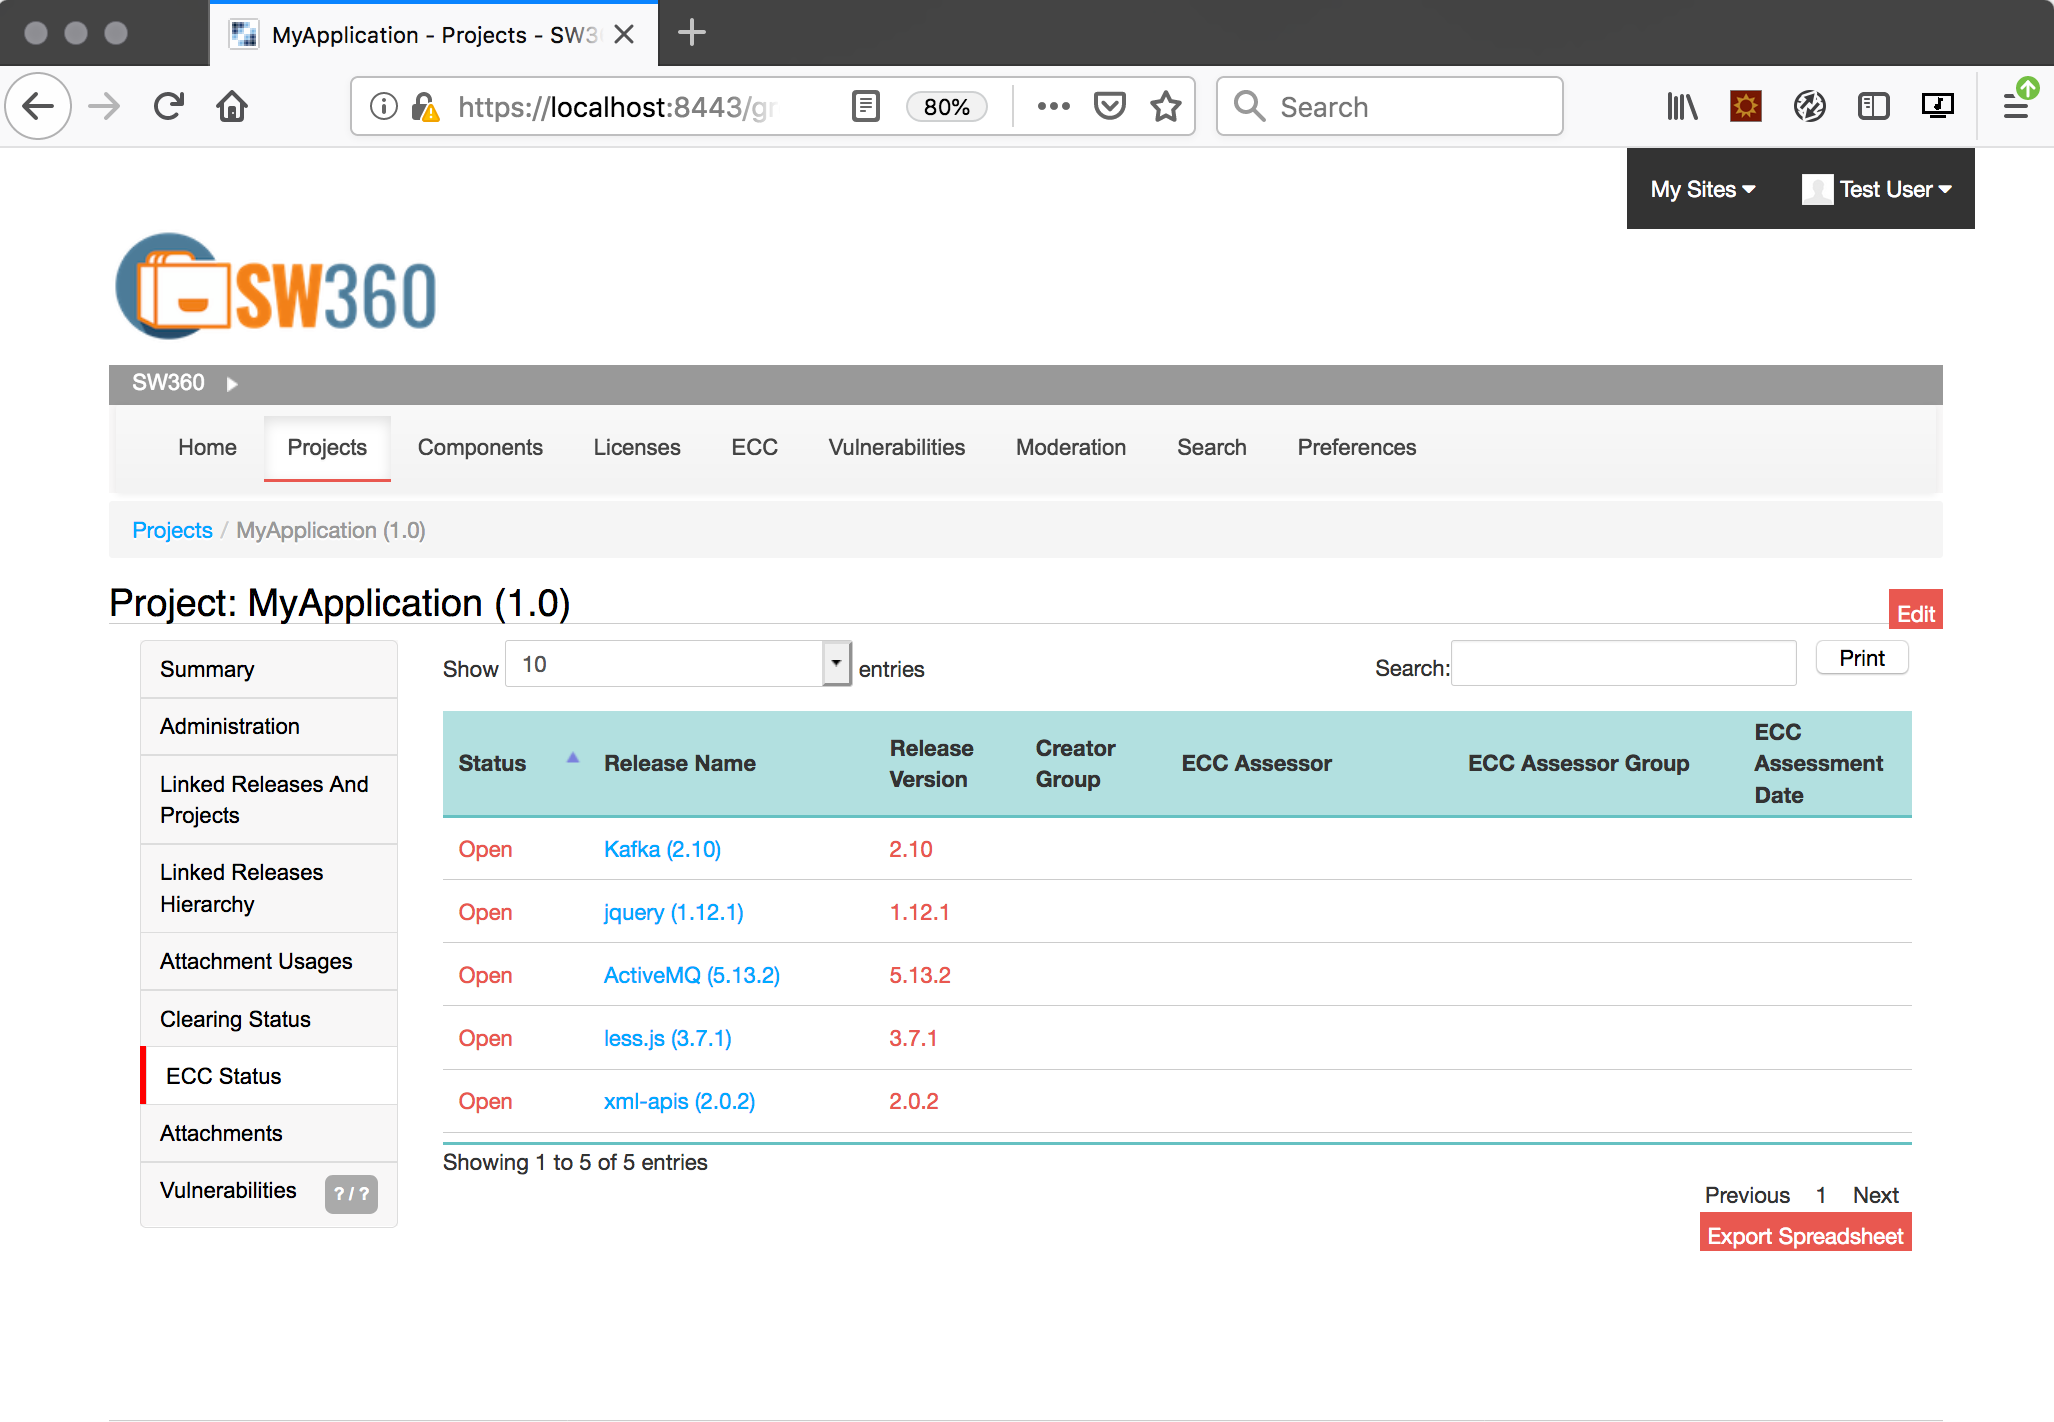 MyApplication - Projects - SW3
https://localhost:8443/gr
80%
Search
My Sites
Test User
SW360
SW360
Home
Projects
Components
Licenses
ECC
Vulnerabilities
Moderation
Search
Preferences
Projects / MyApplication (1.0)
Project: MyApplication (1.0)
Edit
Summary
Administration
Linked Releases And
Projects
Linked Releases
Hierarchy
Attachment Usages
Clearing Status
ECC Status
Attachments
Vulnerabilities ? / ?
Show 10 entries
Search:
Print
Status
Release Name
Release
Version
Creator
Group
ECC Assessor
ECC Assessor Group
ECC
Assessment
Date
Open Kafka (2.10) 2.10
Open jquery (1.12.1) 1.12.1
Open ActiveMQ (5.13.2) 5.13.2
Open less.js (3.7.1) 3.7.1
Open xml-apis (2.0.2) 2.0.2
Showing 1 to 5 of 5 entries
Previous 1 Next
Export Spreadsheet